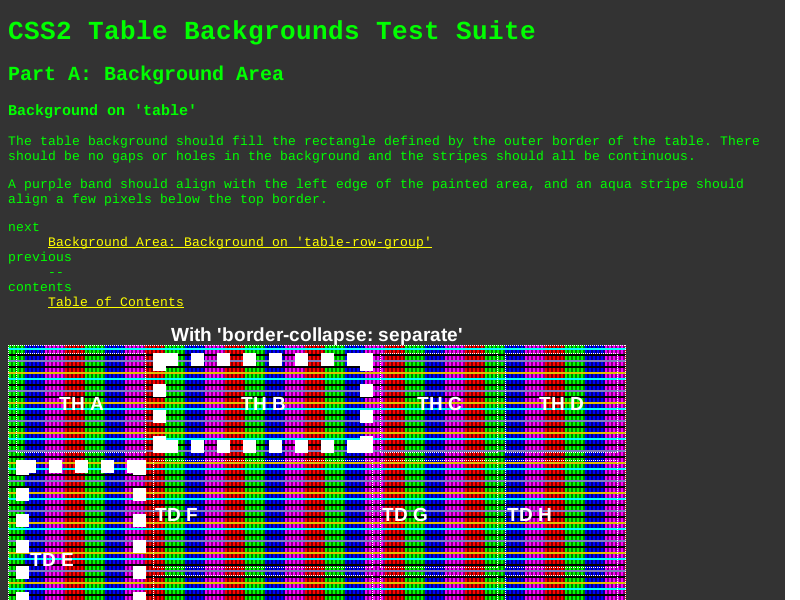 CSS2 Table Backgrounds Test Suite
Part A: Background Area
Background on 'table'
The table background should fill the rectangle defined by the outer border of the table. There
should be no gaps or holes in the background and the stripes should all be continuous.
A purple band should align with the left edge of the painted area, and an aqua stripe should
align a few pixels below the top border.
next
Background Area: Background on 'table-row-group'
previous
--
contents
Table of Contents
With 'border-collapse: separate'
TH A TH B TH C TH D
TD F TD G TD H
TD E